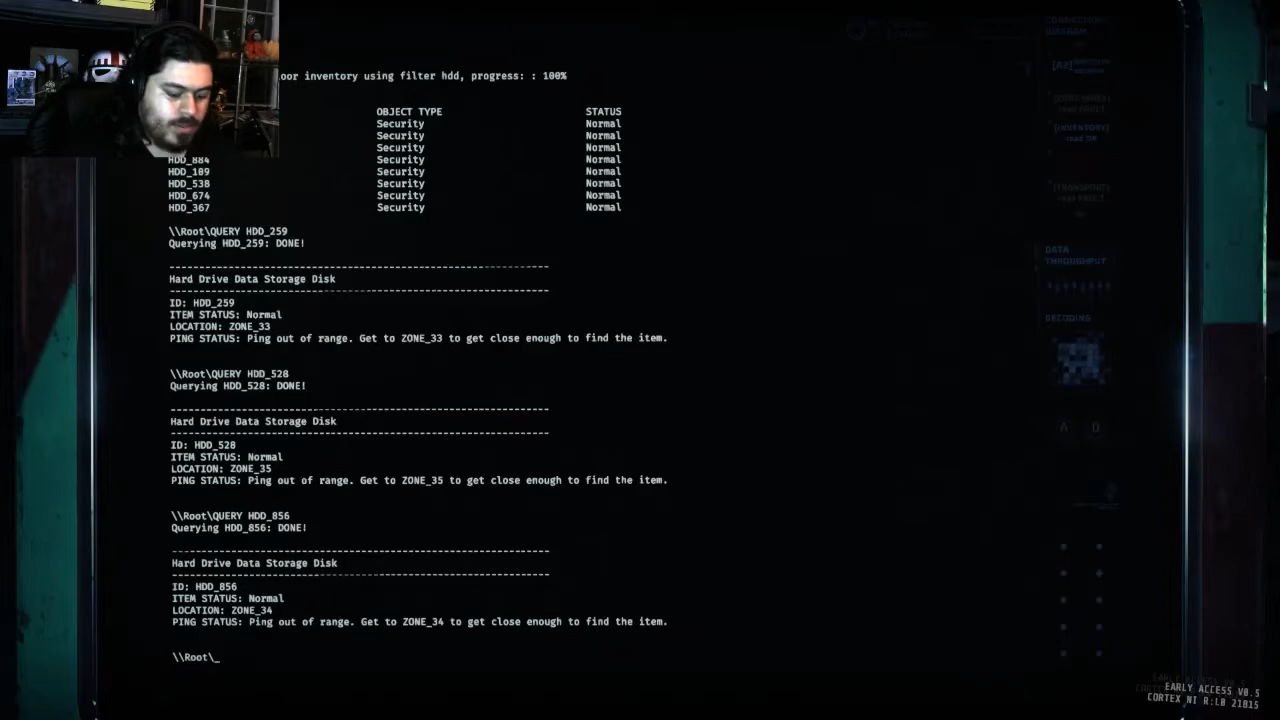 oor inventory using filter hdd, progress: : 100%
OBJECT TYPE STATUS
Security Normal
Security Normal
Security Normal
HDD_884 Security Normal
HDD_109 Security Normal
HDD_538 Security Normal
HDD_674 Security Normal
HDD_367 Security Normal
\\Root\QUERY HDD_259
Querying HDD_259: DONE!
Hard Drive Data Storage Disk
ID: HDD_259
ITEM STATUS: Normal
LOCATION: ZONE_33
PING STATUS: Ping out of range. Get to ZONE_33 to get close enough to find the item.
\\Root\QUERY HDD_528
Querying HDD_528: DONE!
Hard Drive Data Storage Disk
ID: HDD_528
ITEM STATUS: Normal
LOCATION: ZONE_35
PING STATUS: Ping out of range. Get to ZONE_35 to get close enough to find the item.
\\Root\QUERY HDD_856
Querying HDD_856: DONE!
Hard Drive Data Storage Disk
ID: HDD_856
ITEM STATUS: Normal
LOCATION: ZONE_34
PING STATUS: Ping out of range. Get to ZONE_34 to get close enough to find the item.
\\Root\_
DIAGRAM
[INVENTORY]
DATA
THROUGHPUT
DECODING
A D
EARLY ACCESS V0.5